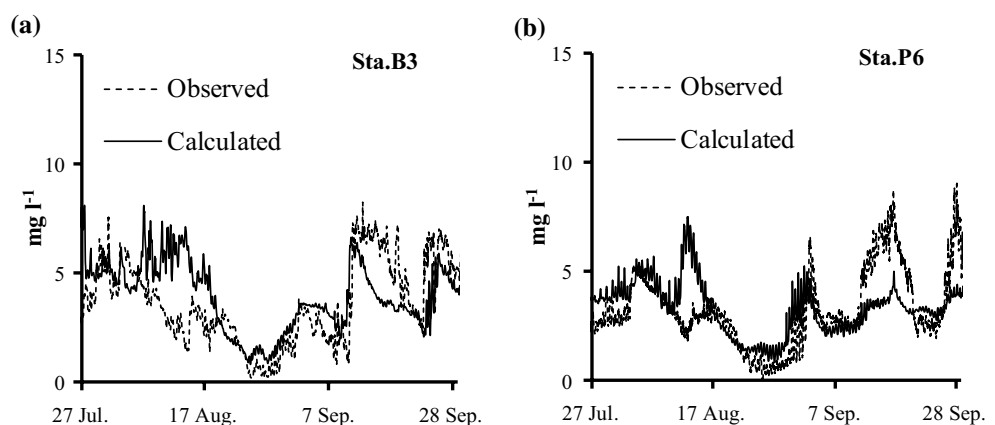 (a)
Sta.B3
mg l-1
15
10
5
0
Observed
Calculated
27 Jul.
17 Aug.
7 Sep.
28 Sep.
(b)
Sta.P6
mg l-1
15
10
5
0
Observed
Calculated
27 Jul.
17 Aug.
7 Sep.
28 Sep.